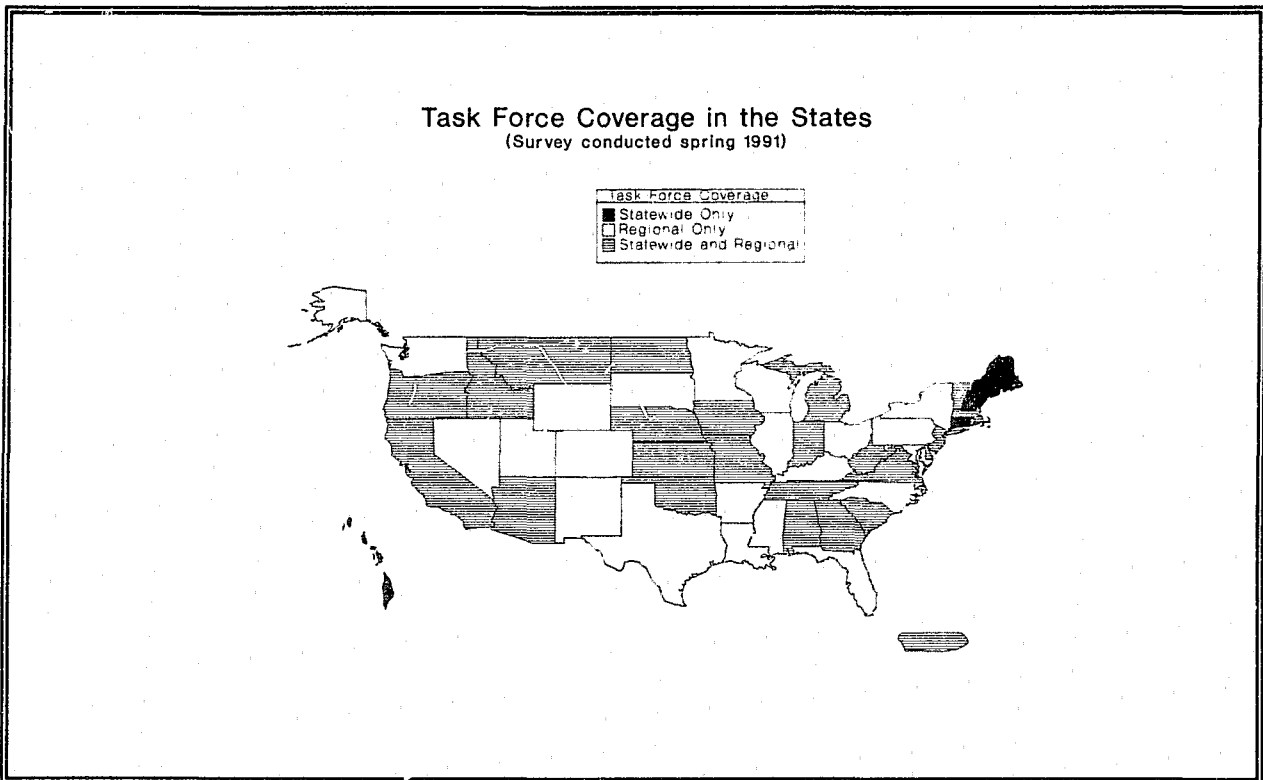 Task Force Coverage in the States
(Survey conducted spring 1991)
Task Force Coverage
Statewide Only
Regional Only
Statewide and Regional